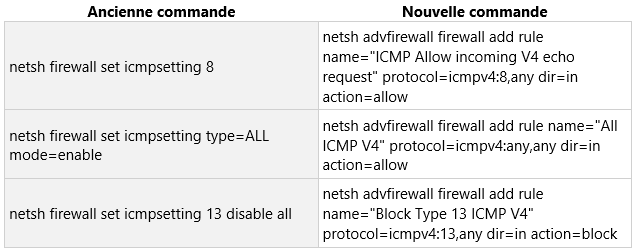 Ancienne commande
Nouvelle commande
netsh firewall set icmpsetting 8
netsh advfirewall firewall add rule
name="ICMP Allow incoming V4 echo
request" protocol=icmpv4:8,any dir=in
action=allow
netsh firewall set icmpsetting type=ALL
mode=enable
netsh advfirewall firewall add rule name="All
ICMP V4" protocol=icmpv4:any,any dir=in
action=allow
netsh firewall set icmpsetting 13 disable all
netsh advfirewall firewall add rule
name="Block Type 13 ICMP V4"
protocol=icmpv4:13,any dir=in action=block